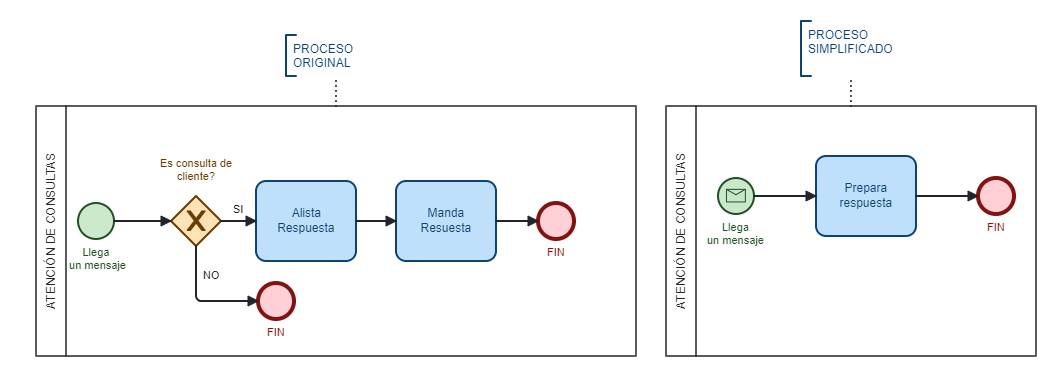 PROCESO
ORIGINAL
ATENCIÓN DE CONSULTAS
Llega
un mensaje
Es consulta de
cliente?
X
SI
NO
Alista
Respuesta
Manda
Resuesta
FIN
FIN
PROCESO
SIMPLIFICADO
ATENCIÓN DE CONSULTAS
Llega
un mensaje
Prepara
respuesta
FIN